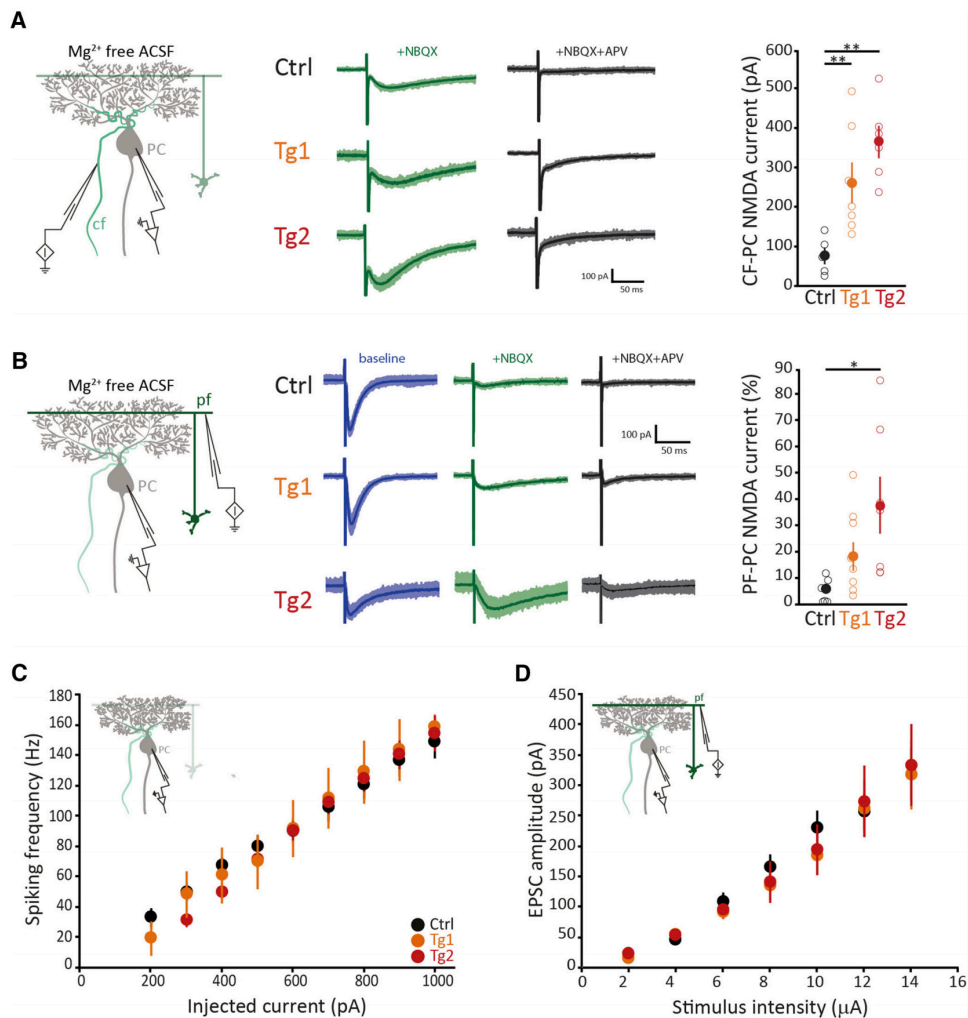 A
Mg²⁺ free ACSF
PC
cf
Ctrl
+NBQX
+NBQX+APV
Tg1
Tg2
100 pA
50 ms
CF-PC NMDA current (pA)
600
500
400
300
200
100
0
**
**
Ctrl Tg1 Tg2
B
Mg²⁺ free ACSF
pf
PC
baseline
+NBQX
+NBQX+APV
Ctrl
100 pA
50 ms
Tg1
Tg2
PF-PC NMDA current (%)
90
80
70
60
50
40
30
20
10
0
*
Ctrl Tg1 Tg2
C
Spiking frequency (Hz)
180
160
140
120
100
80
60
40
20
0
PC
Ctrl
Tg1
Tg2
0 200 400 600 800 1000
Injected current (pA)
D
EPSC amplitude (pA)
450
400
350
300
250
200
150
100
50
0
pf
PC
0 2 4 6 8 10 12 14 16
Stimulus intensity (µA)